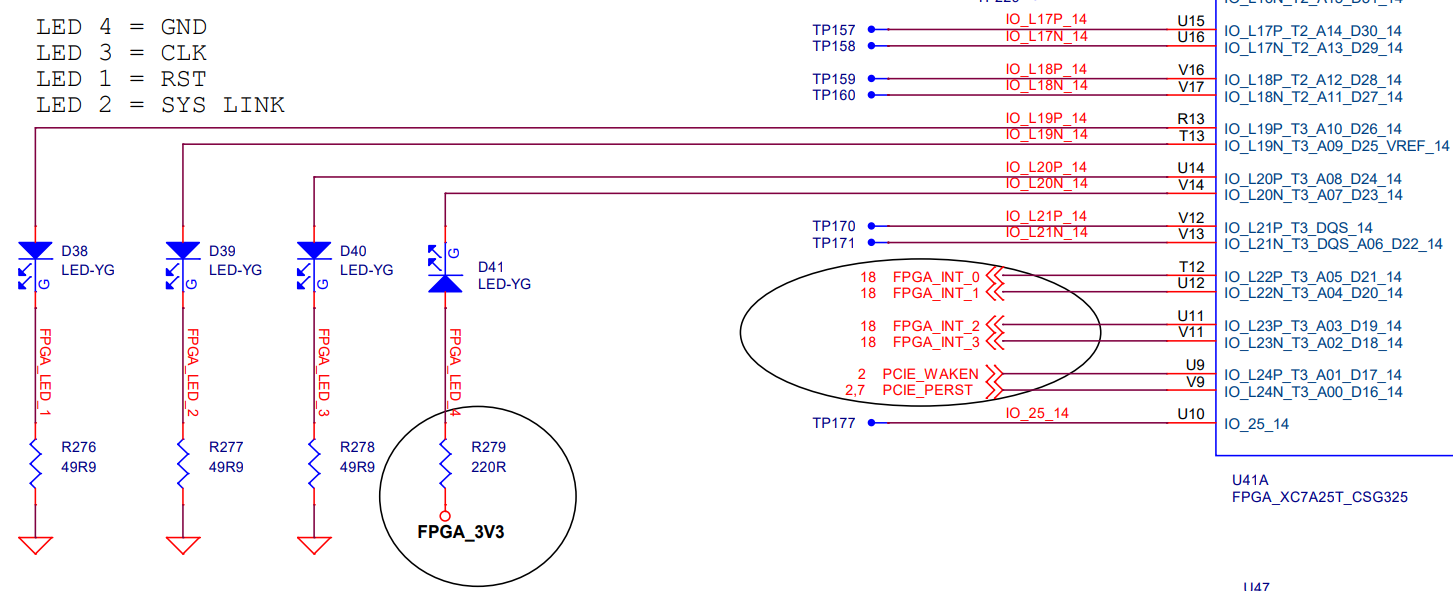 LED 4 = GND
LED 3 = CLK
LED 1 = RST
LED 2 = SYS LINK
TP157 IO_L17P_14 U15 IO_L17P_T2_A14_D30_14
TP158 IO_L17N_14 U16 IO_L17N_T2_A13_D29_14
TP159 IO_L18P_14 V16 IO_L18P_T2_A12_D28_14
TP160 IO_L18N_14 V17 IO_L18N_T2_A11_D27_14
IO_L19P_14 R13 IO_L19P_T3_A10_D26_14
IO_L19N_14 T13 IO_L19N_T3_A09_D25_VREF_14
IO_L20P_14 U14 IO_L20P_T3_A08_D24_14
IO_L20N_14 V14 IO_L20N_T3_A07_D23_14
TP170 IO_L21P_14 V12 IO_L21P_T3_DQS_14
TP171 IO_L21N_14 V13 IO_L21N_T3_DQS_A06_D22_14
18 FPGA_INT_0 T12 IO_L22P_T3_A05_D21_14
18 FPGA_INT_1 U12 IO_L22N_T3_A04_D20_14
18 FPGA_INT_2 U11 IO_L23P_T3_A03_D19_14
18 FPGA_INT_3 V11 IO_L23N_T3_A02_D18_14
2 PCIE_WAKEN U9 IO_L24P_T3_A01_D17_14
2,7 PCIE_PERST V9 IO_L24N_T3_A00_D16_14
TP177 IO_25_14 U10 IO_25_14
U41A
FPGA_XC7A25T_CSG325
D38
LED-YG
G
D39
LED-YG
G
D40
LED-YG
G
D41
LED-YG
G
FPGA_LED_1
FPGA_LED_2
FPGA_LED_3
FPGA_LED_4
R276
49R9
R277
49R9
R278
49R9
R279
220R
FPGA_3V3
U47